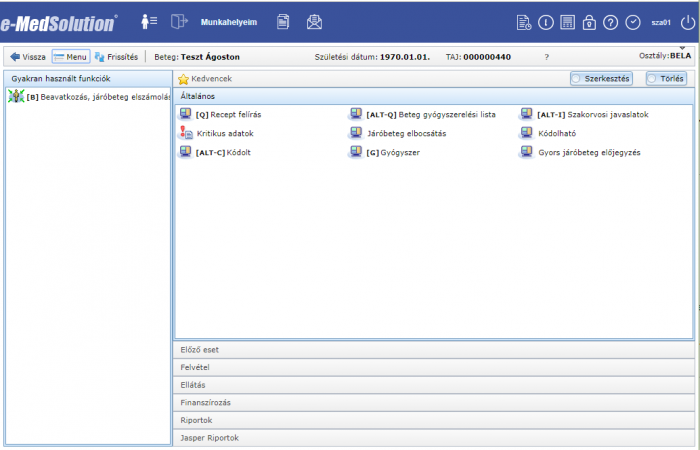 e-MedSolution®
Munkahelyeim
sza01
Vissza Menu Frissítés Beteg: Teszt Ágoston Születési dátum: 1970.01.01. TAJ: 000000440 ? Osztály: BELA
Gyakran használt funkciók
[B] Beavatkozás, járóbeteg elszámolás
Kedvencek Szerkesztés Törlés
Általános
[Q] Recept felírás [ALT-Q] Beteg gyógyszerelési lista [ALT-I] Szakorvosi javaslatok
Kritikus adatok Járóbeteg elbocsátás Kódolható
[ALT-C] Kódolt [G] Gyógyszer Gyors járóbeteg előjegyzés
Előző eset
Felvétel
Ellátás
Finanszírozás
Riportok
Jasper Riportok